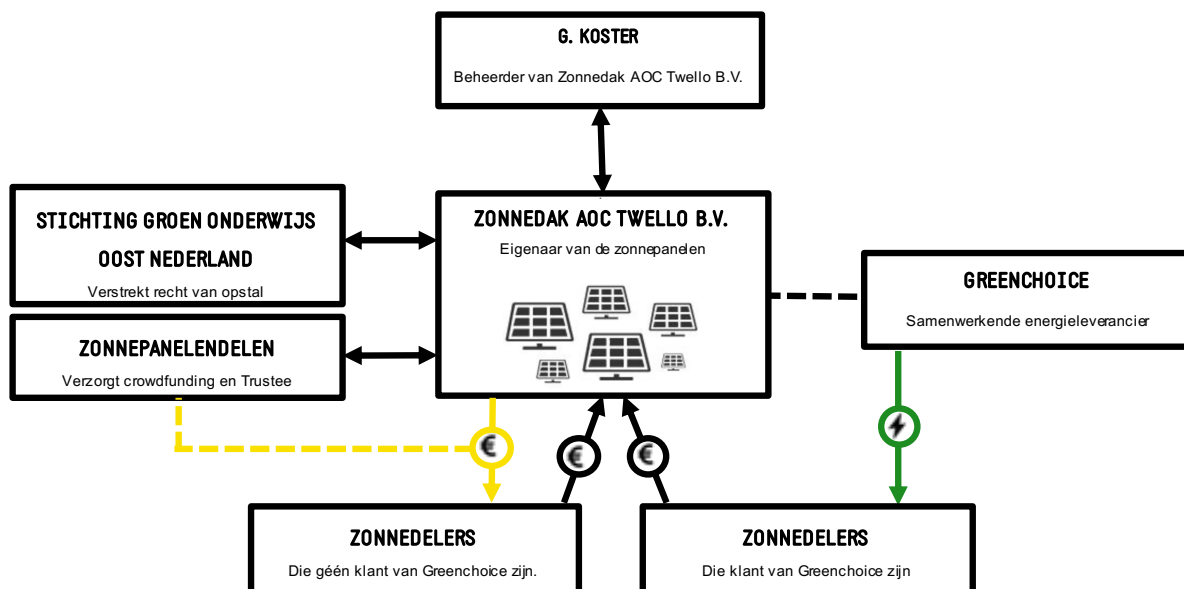 G. KOSTER
Beheerder van Zonnedak AOC Twello B.V.
STICHTING GROEN ONDERWIJS
OOST NEDERLAND
Verstrekt recht van opstal
ZONNEDAK AOC TWELLO B.V.
Eigenaar van de zonnepanelen
GREENCHOICE
Samenwerkende energieleverancier
ZONNEPANELENDELEN
Verzorgt crowdfunding en Trustee
€
€
€
ZONNEDELERS
Die géén klant van Greenchoice zijn.
ZONNEDELERS
Die klant van Greenchoice zijn